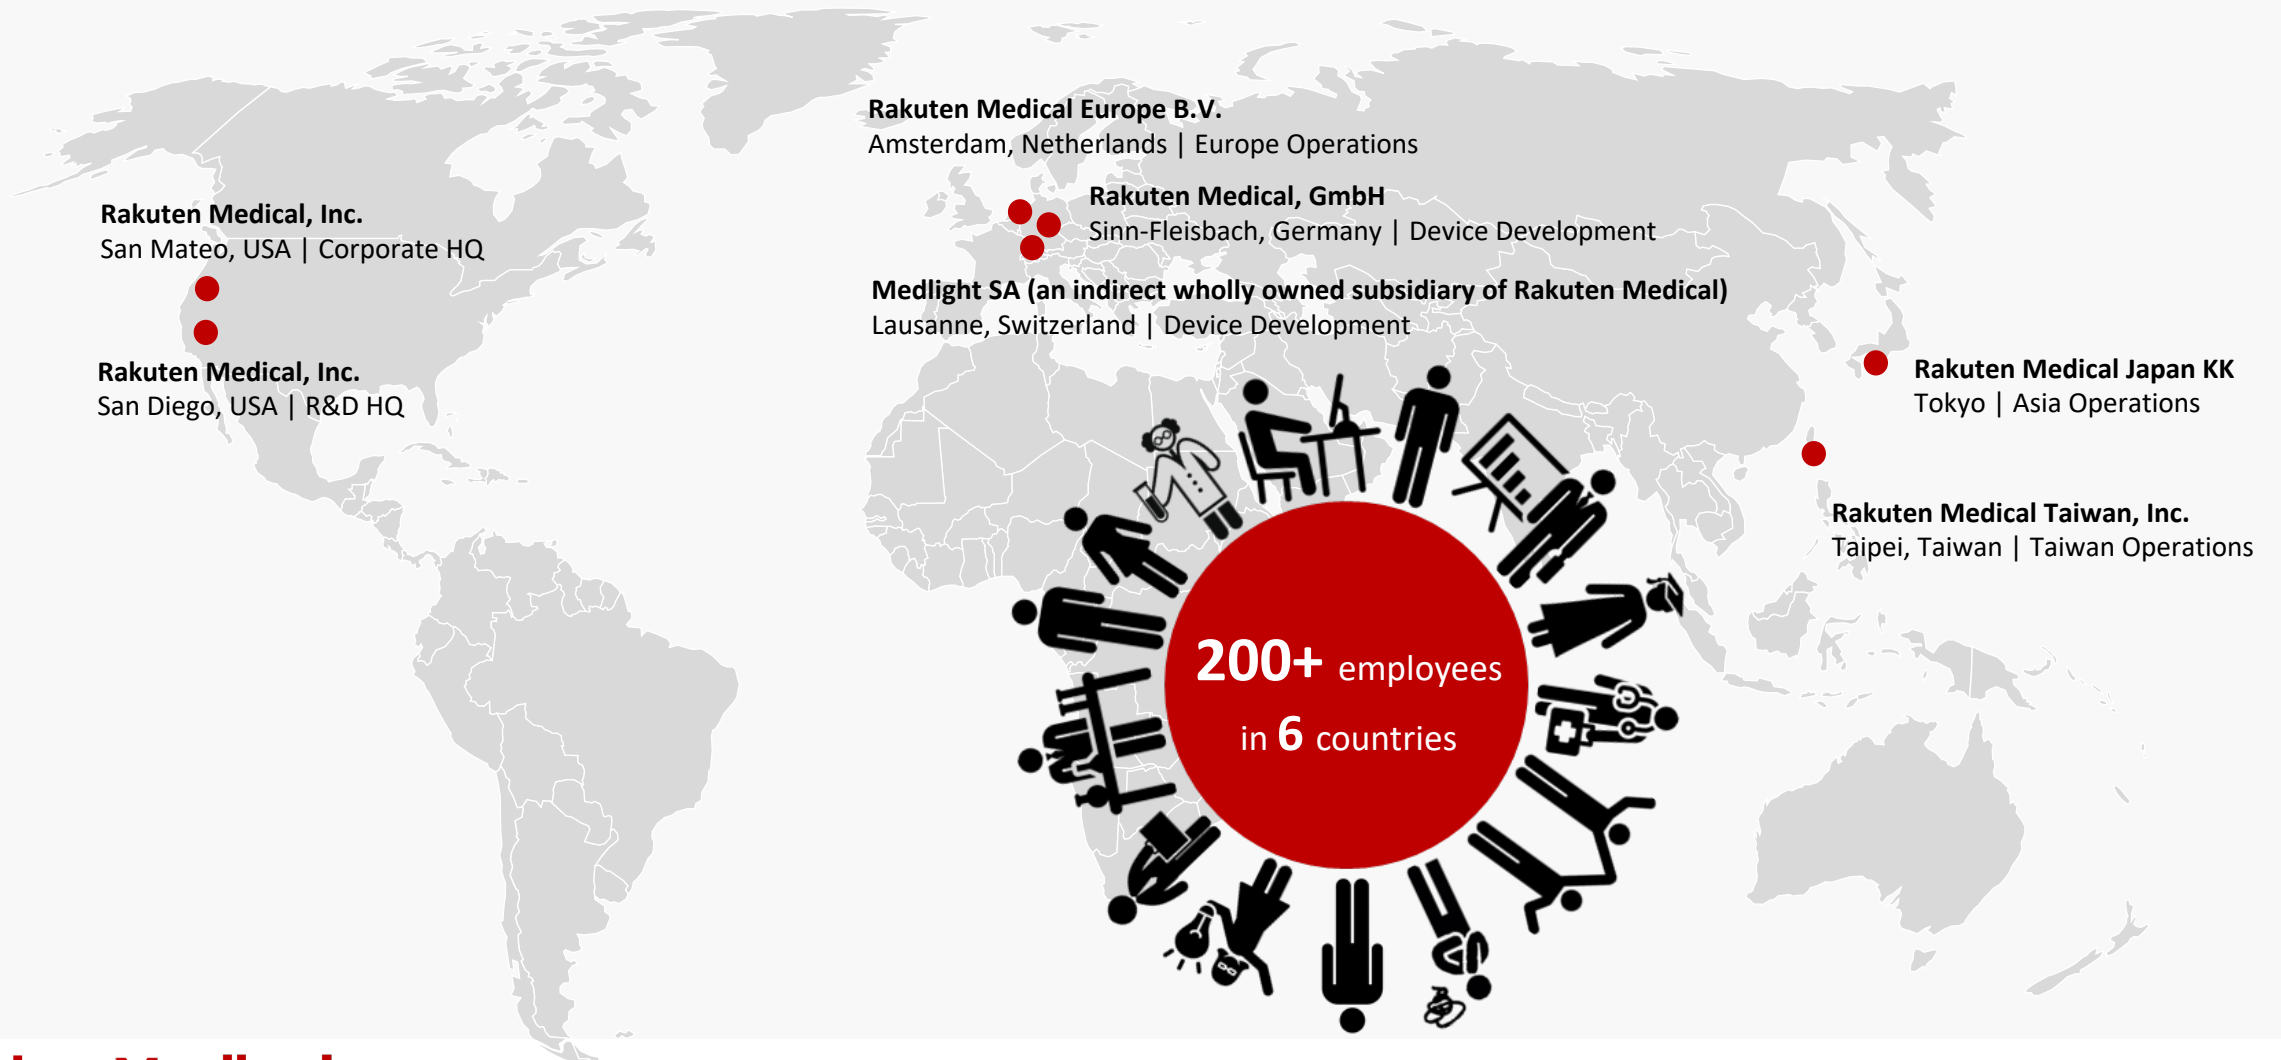 Rakuten Medical Europe B.V.
Amsterdam, Netherlands | Europe Operations
Rakuten Medical, GmbH
Sinn-Fleisbach, Germany | Device Development
Rakuten Medical, Inc.
San Mateo, USA | Corporate HQ
Medlight SA (an indirect wholly owned subsidiary of Rakuten Medical)
Lausanne, Switzerland | Device Development
Rakuten Medical, Inc.
San Diego, USA | R&D HQ
Rakuten Medical Japan KK
Tokyo | Asia Operations
Rakuten Medical Taiwan, Inc.
Taipei, Taiwan | Taiwan Operations
200+ employees
in 6 countries